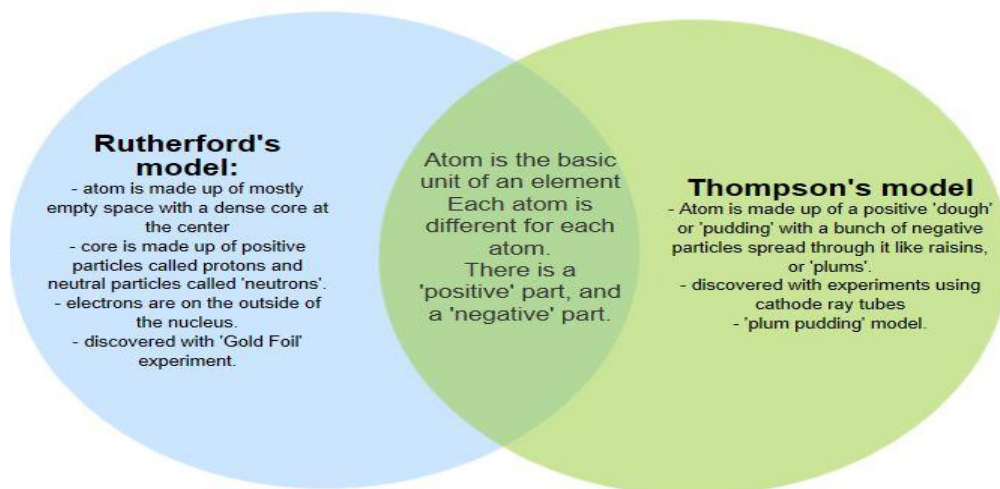 Rutherford's
model:
- atom is made up of mostly
empty space with a dense core at
the center
- core is made up of positive
particles called protons and
neutral particles called 'neutrons'.
- electrons are on the outside of
the nucleus.
- discovered with 'Gold Foil'
experiment.
Atom is the basic
unit of an element
Each atom is
different for each
atom.
There is a
'positive' part, and
a 'negative' part.
Thompson's model
- Atom is made up of a positive 'dough'
or 'pudding' with a bunch of negative
particles spread through it like raisins,
or 'plums'.
- discovered with experiments using
cathode ray tubes
- 'plum pudding' model.